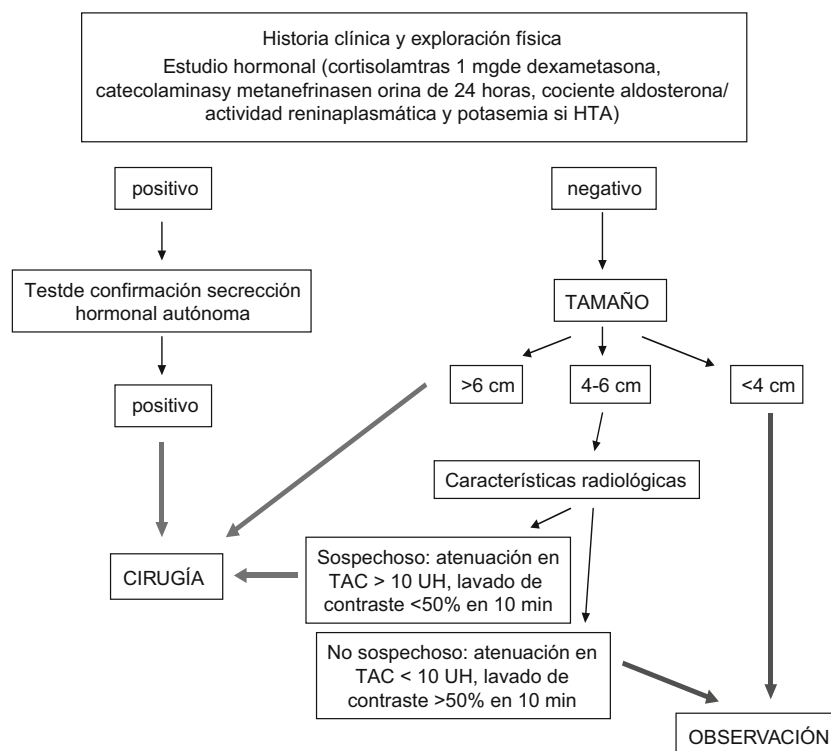 Historia clínica y exploración física
Estudio hormonal (cortisolamtras 1 mgde dexametasona,
catecolaminasy metanefrinasen orina de 24 horas, cociente aldosterona/
actividad reninaplasmática y potasemia si HTA)
positivo
negativo
Testde confirmación secrección
hormonal autónoma
TAMAÑO
positivo
>6 cm
4-6 cm
<4 cm
Características radiológicas
CIRUGÍA
Sospechoso: atenuación en
TAC > 10 UH, lavado de
contraste <50% en 10 min
No sospechoso: atenuación en
TAC < 10 UH, lavado de
contraste >50% en 10 min
OBSERVACIÓN